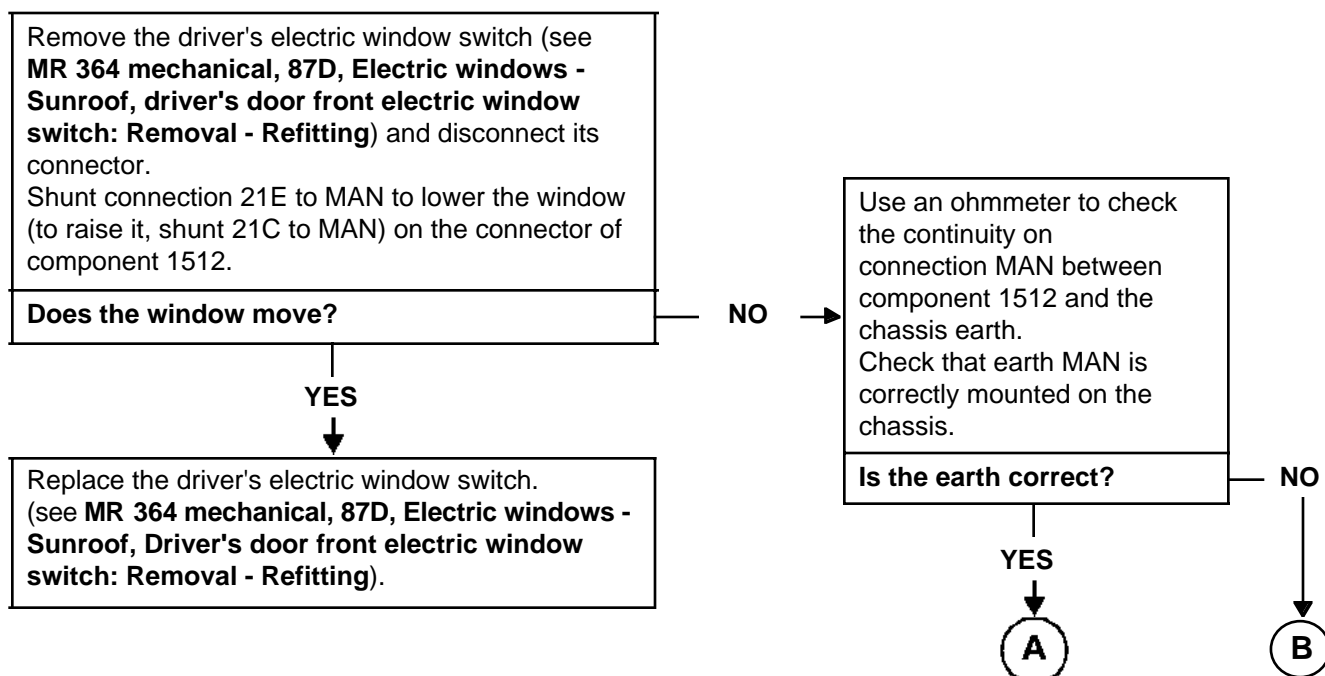 Remove the driver's electric window switch (see
MR 364 mechanical, 87D, Electric windows -
Sunroof, driver's door front electric window
switch: Removal - Refitting) and disconnect its
connector.
Shunt connection 21E to MAN to lower the window
(to raise it, shunt 21C to MAN) on the connector of
component 1512.
Does the window move?
NO
YES
Replace the driver's electric window switch.
(see MR 364 mechanical, 87D, Electric windows -
Sunroof, Driver's door front electric window
switch: Removal - Refitting).
Use an ohmmeter to check
the continuity on
connection MAN between
component 1512 and the
chassis earth.
Check that earth MAN is
correctly mounted on the
chassis.
Is the earth correct?
NO
YES
A
B